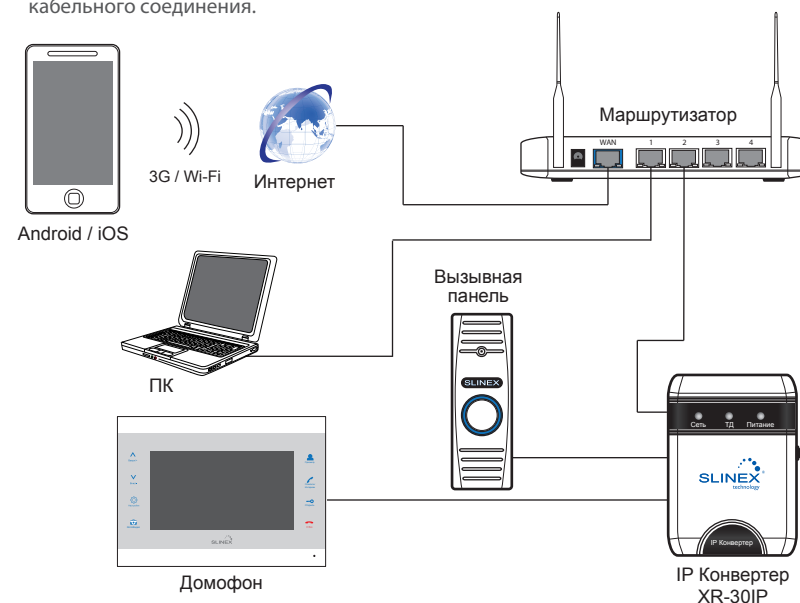 кабельного соединения.
Маршрутизатор
WAN 1 2 3 4
3G / Wi-Fi
Интернет
Android / iOS
Вызывная
панель
SLINEX
ПК
Сеть ТД Питание
SLINEX
technology
IP Конвертер
SLINEX
Домофон
IP Конвертер
XR-30IP